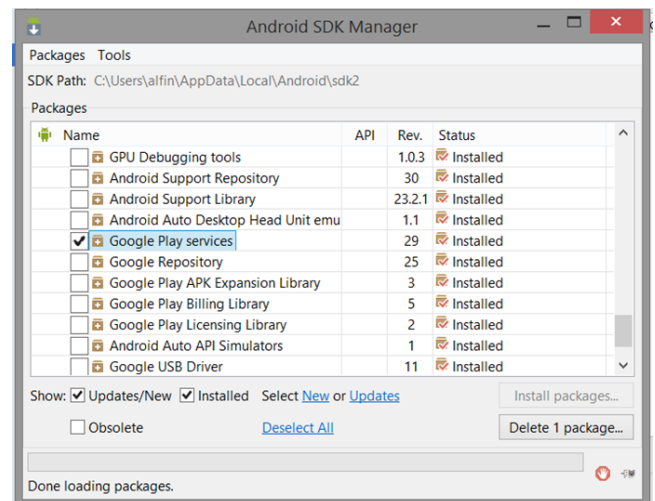 Android SDK Manager
Packages Tools
SDK Path: C:\Users\alfin\AppData\Local\Android\sdk2
Packages
Name API Rev. Status
GPU Debugging tools 1.0.3 Installed
Android Support Repository 30 Installed
Android Support Library 23.2.1 Installed
Android Auto Desktop Head Unit emu 1.1 Installed
Google Play services 29 Installed
Google Repository 25 Installed
Google Play APK Expansion Library 3 Installed
Google Play Billing Library 5 Installed
Google Play Licensing Library 2 Installed
Android Auto API Simulators 1 Installed
Google USB Driver 11 Installed
Show: Updates/New Installed Select New or Updates Install packages...
Obsolete Deselect All Delete 1 package...
Done loading packages.